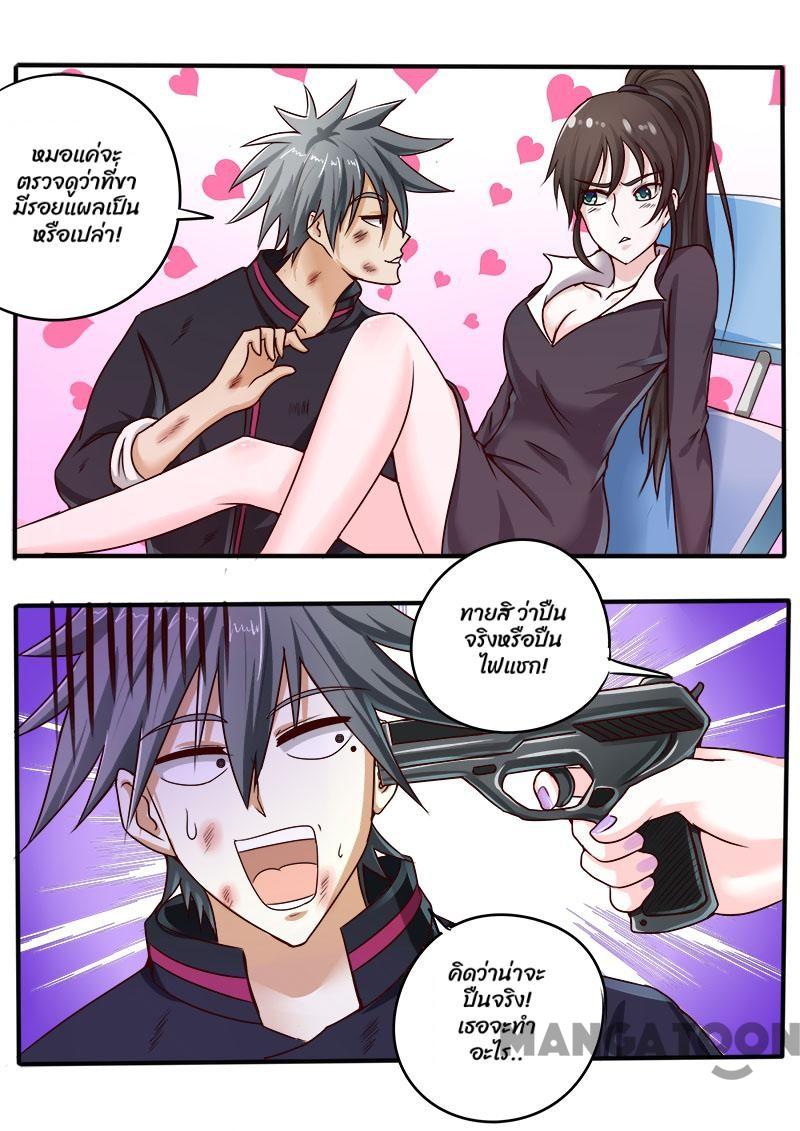 หมอแค่จะ
ตรวจดูว่าที่ขา
มีรอยแผลเป็น
หรือเปล่า!
ทายสิ ว่าปืน
จริงหรือปืน
ไฟแชก!
คิดว่าน่าจะ
ปืนจริง!
เธอจะทำ
อะไร..
MANGATOON